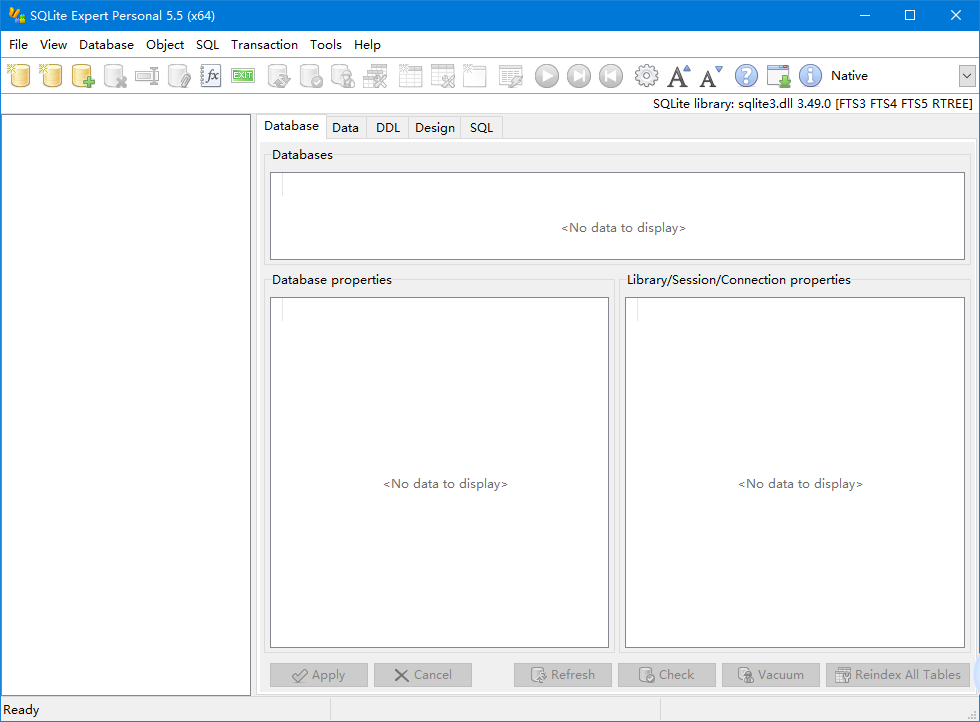 SQLite Expert Personal 5.5 (x64)
File View Database Object SQL Transaction Tools Help
fx EXIT A A ? i Native
SQLite library: sqlite3.dll 3.49.0 [FTS3 FTS4 FTS5 RTREE]
Database Data DDL Design SQL
Databases
<No data to display>
Database properties Library/Session/Connection properties
<No data to display> <No data to display>
Apply Cancel Refresh Check Vacuum Reindex All Tables
Ready